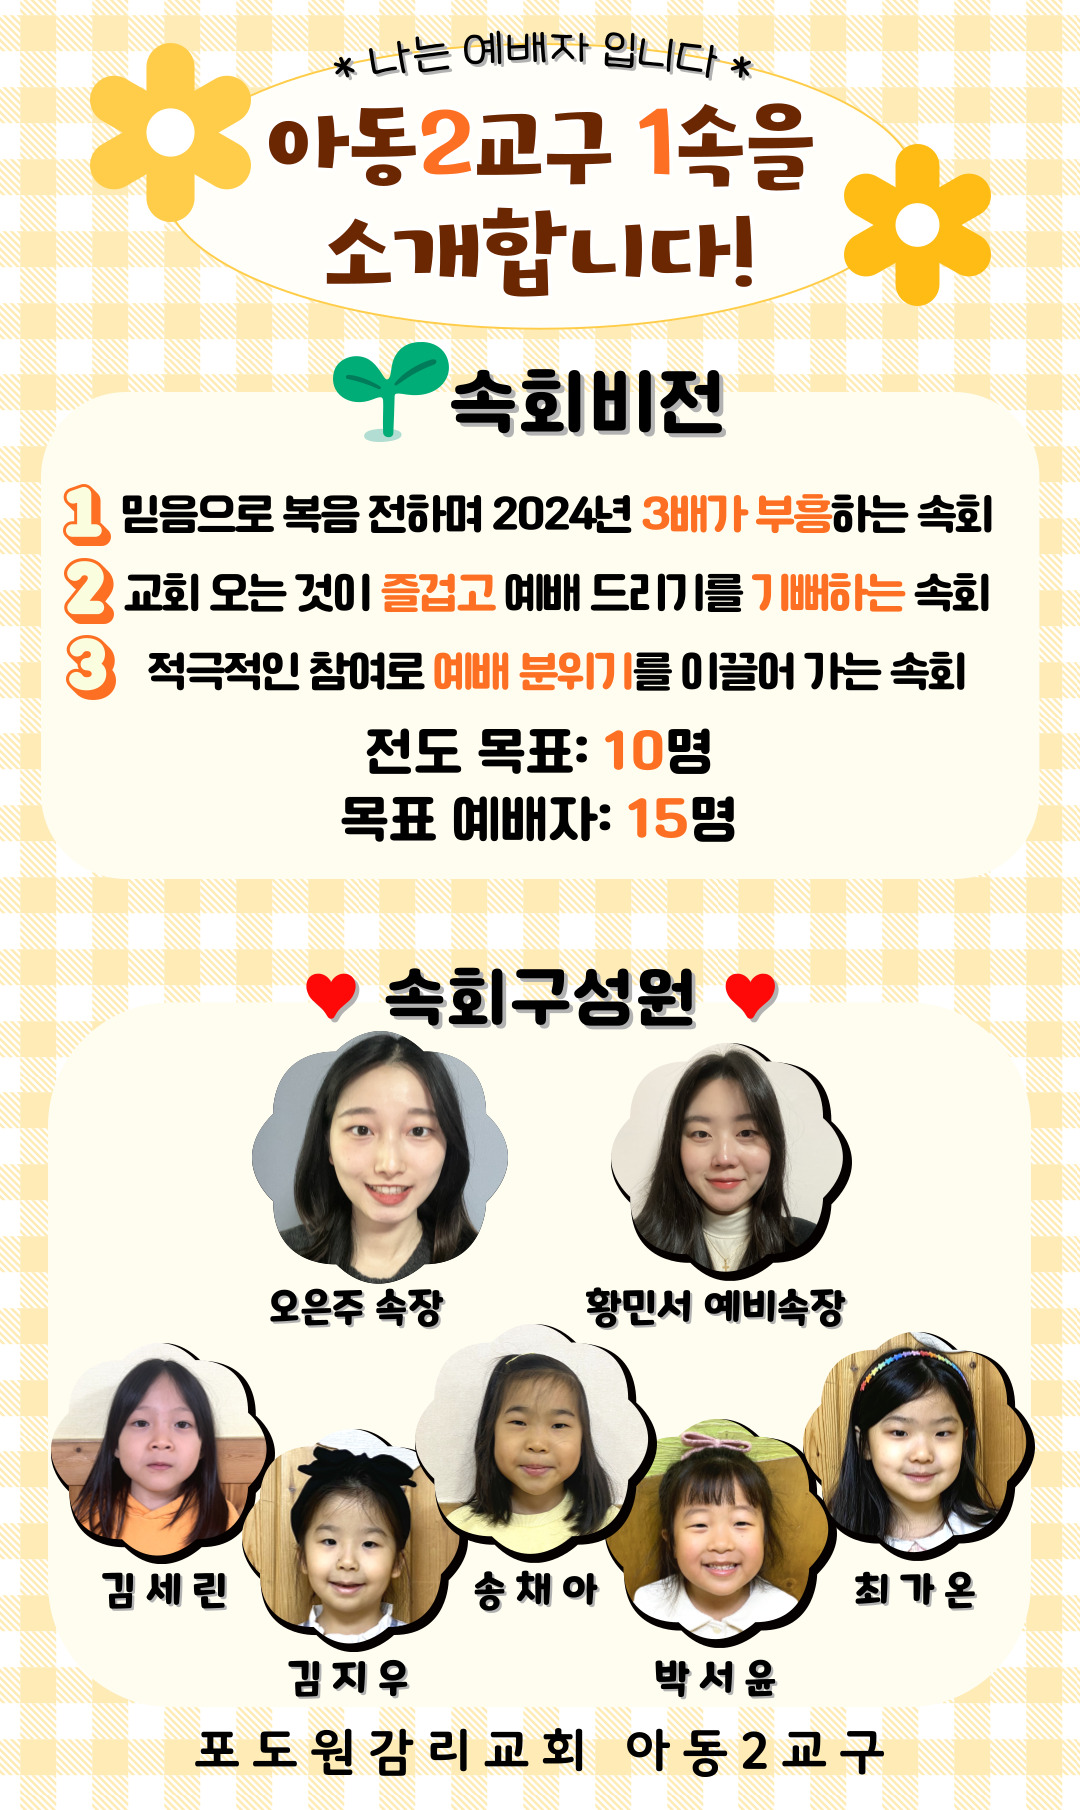 * 나는 예배자 입니다 *
아동2교구 1속을
소개합니다!
속회비전
1 믿음으로 복음 전하며 2024년 3배가 부흥하는 속회
2 교회 오는 것이 즐겁고 예배 드리기를 기뻐하는 속회
3 적극적인 참여로 예배 분위기를 이끌어 가는 속회
전도 목표: 10명
목표 예배자: 15명
속회구성원
오은주 속장
황민서 예비속장
김세린
송채아
최가온
김지우
박서윤
포도원감리교회 아동2교구